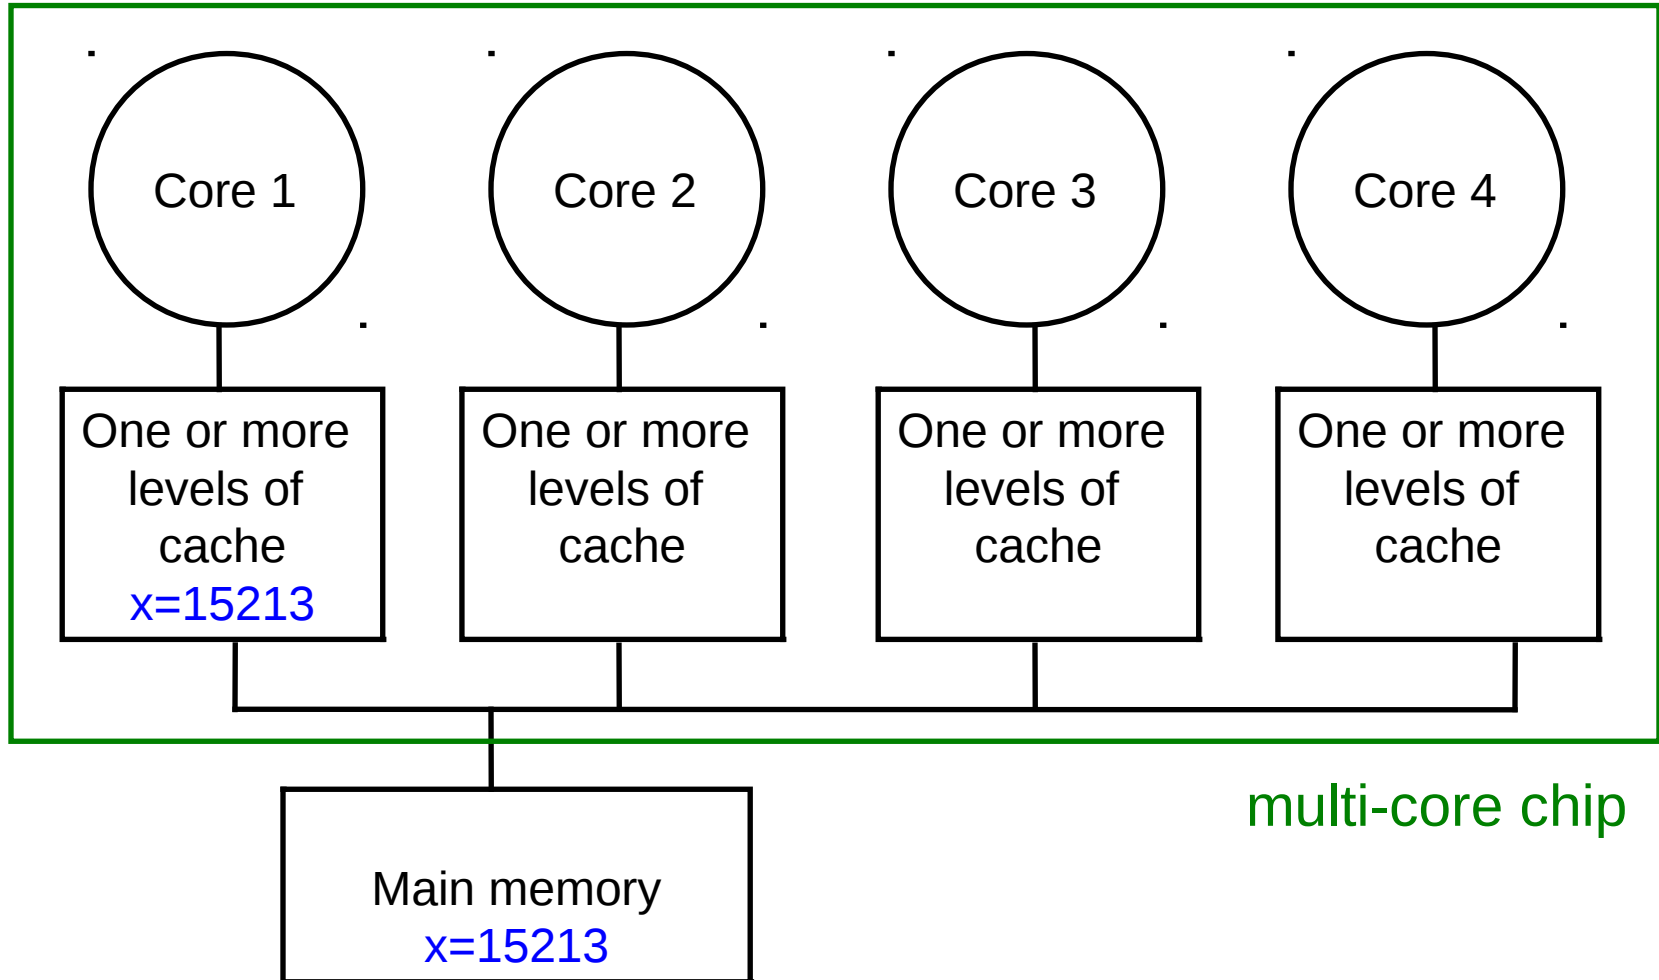 Core 1
Core 2
Core 3
Core 4
One or more
levels of
cache
x=15213
One or more
levels of
cache
One or more
levels of
cache
One or more
levels of
cache
multi-core chip
Main memory
x=15213